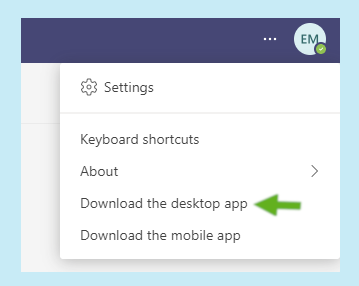 EM
Settings
Keyboard shortcuts
About
Download the desktop app
Download the mobile app